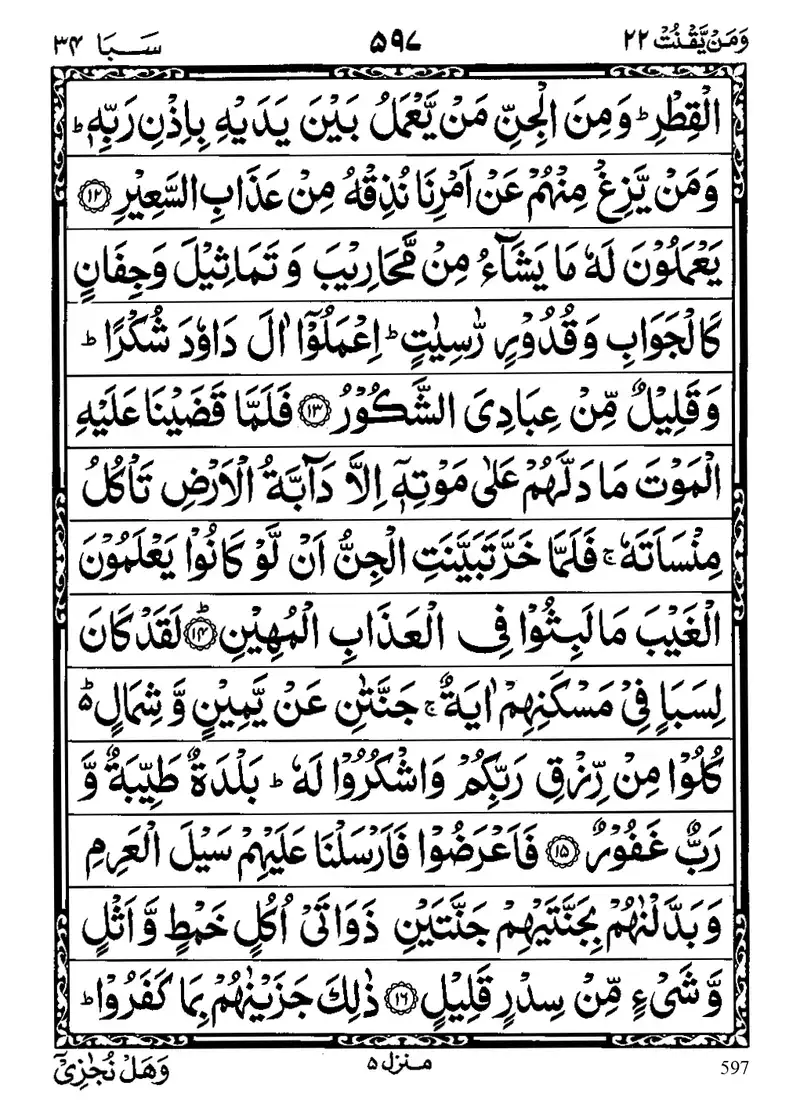 وَمَنْ يَّقْنُتْ ٢٢ ٥٩٧ سَـبَا ٣٤
الْقِطْرِ ؕ وَمِنَ الْجِنِّ مَنْ يَّعْمَلُ بَيْنَ يَدَيْهِ بِاِذْنِ رَبِّهٖ ؕ
وَمَنْ يَّزِغْ مِنْهُمْ عَنْ اَمْرِنَا نُذِقْهُ مِنْ عَذَابِ السَّعِيْرِ ۝١٢
يَعْمَلُوْنَ لَهٗ مَا يَشَآءُ مِنْ مَّحَارِيْبَ وَ تَمَاثِيْلَ وَجِفَانٍ
كَالْجَوَابِ وَ قُدُوْرٍ رّٰسِيٰتٍ ؕ اِعْمَلُوْۤا اٰلَ دَاوٗدَ شُكْرًا ؕ
وَ قَلِيْلٌ مِّنْ عِبَادِىَ الشَّكُوْرُ ۝١٣ فَلَمَّا قَضَيْنَا عَلَيْهِ
الْمَوْتَ مَا دَلَّهُمْ عَلٰى مَوْتِهٖۤ اِلَّا دَآبَّةُ الْاَرْضِ تَاْكُلُ
مِنْسَاَتَهٗ ۚ فَلَمَّا خَرَّ تَبَيَّنَتِ الْجِنُّ اَنْ لَّوْ كَانُوْا يَعْلَمُوْنَ
الْغَيْبَ مَا لَبِثُوْا فِى الْعَذَابِ الْمُهِيْنِ ؕ۝١٤ لَقَدْ كَانَ
لِسَبَاٍ فِىْ مَسْكَنِهِمْ اٰيَةٌ ۚ جَنَّتٰنِ عَنْ يَّمِيْنٍ وَّ شِمَالٍ ؕ
كُلُوْا مِنْ رِّزْقِ رَبِّكُمْ وَاشْكُرُوْا لَهٗ ؕ بَلْدَةٌ طَيِّبَةٌ وَّ
رَبٌّ غَفُوْرٌ ۝١٥ فَاَعْرَضُوْا فَاَرْسَلْنَا عَلَيْهِمْ سَيْلَ الْعَرِمِ
وَ بَدَّلْنٰهُمْ بِجَنَّتَيْهِمْ جَنَّتَيْنِ ذَوَاتَىْ اُكُلٍ خَمْطٍ وَّ اَثْلٍ
وَّ شَىْءٍ مِّنْ سِدْرٍ قَلِيْلٍ ۝١٦ ذٰلِكَ جَزَيْنٰهُمْ بِمَا كَفَرُوْا ؕ
597 منزل ٥ وَهَلْ نُجٰزِىْۤ